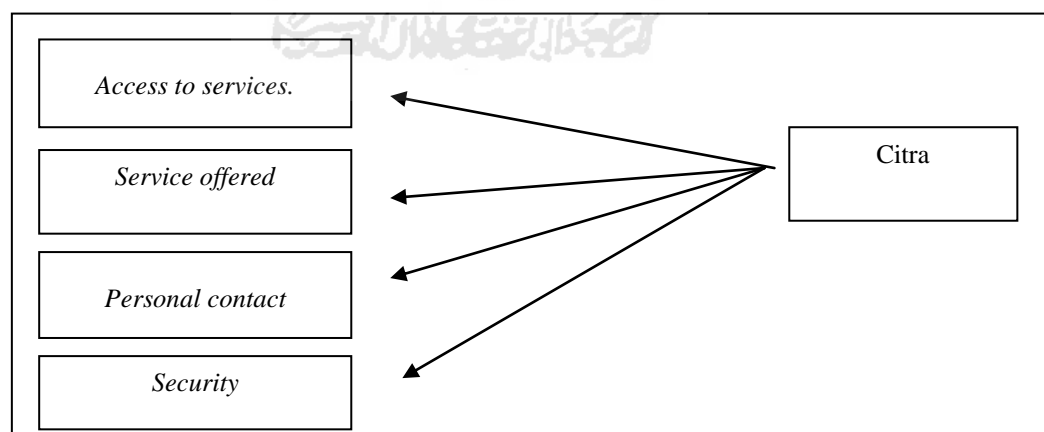 Access to services.
Service offered
Personal contact
Security
Citra